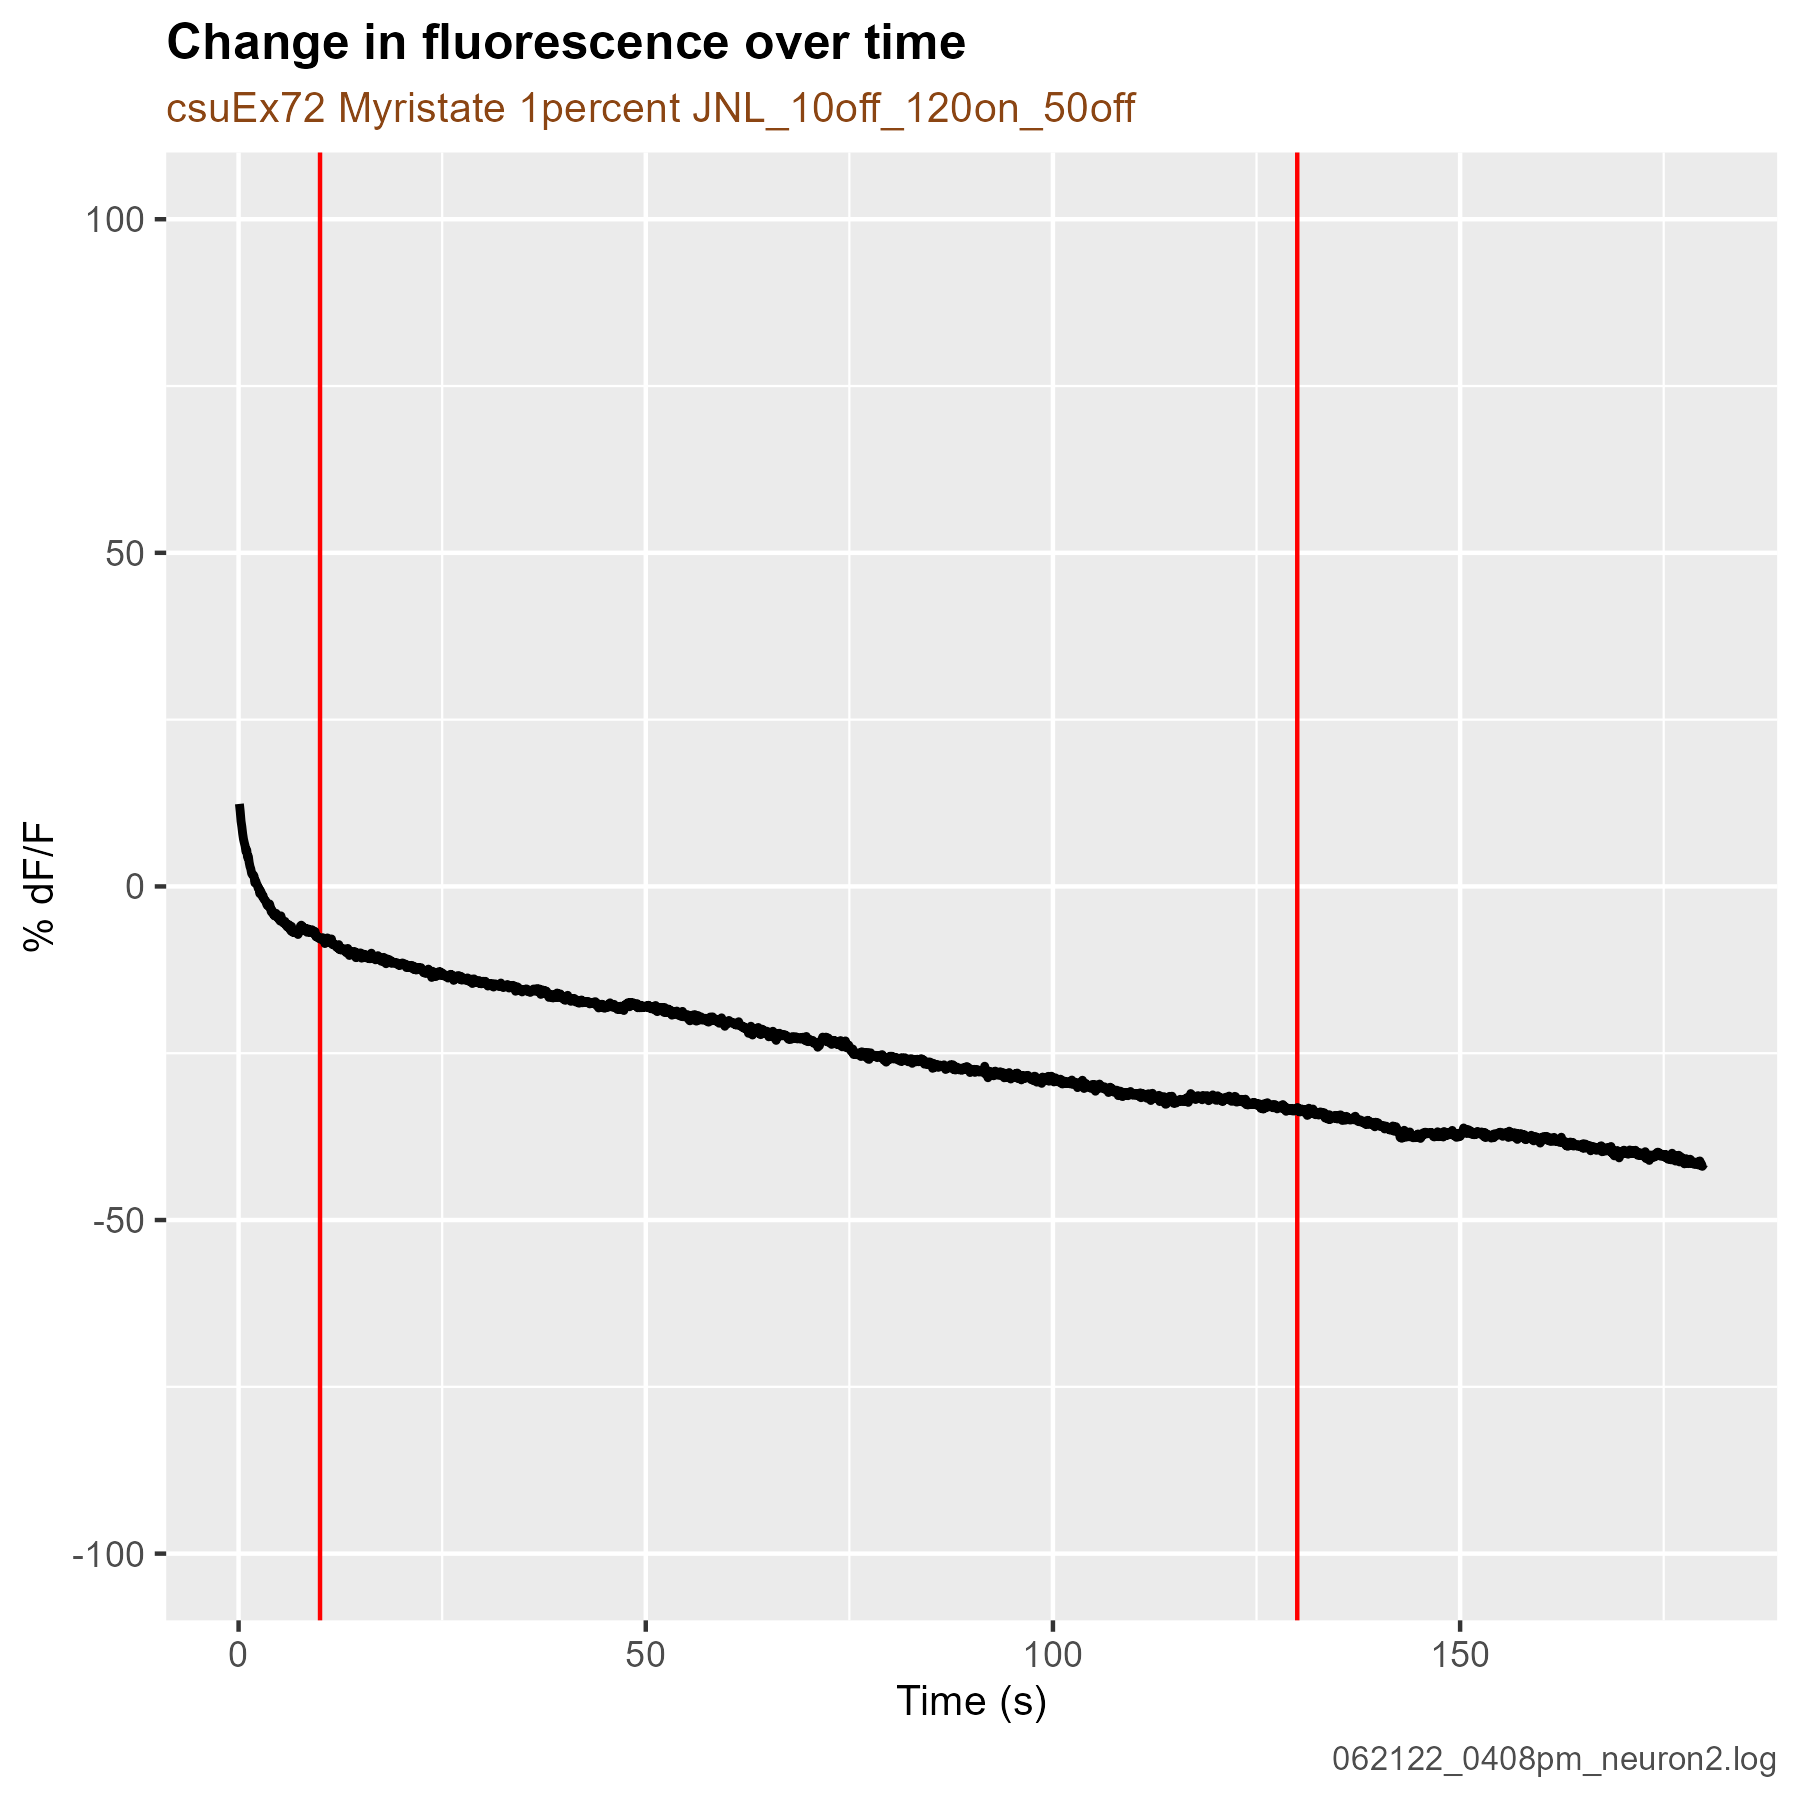 Change in fluorescence over time
csuEx72 Myristate 1percent JNL_10off_120on_50off
100
50
0
-50
-100
% dF/F
0 50 100 150
Time (s)
062122_0408pm_neuron2.log